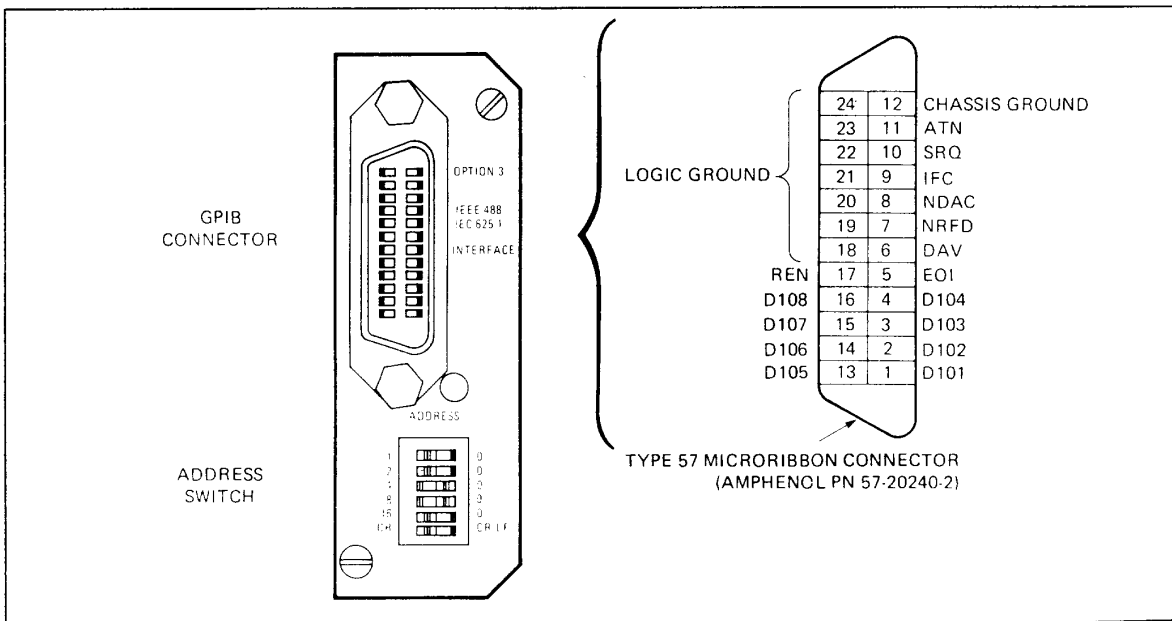 GPIB
CONNECTOR
OPTION 3
IEEE 488
IEC 625 1
INTERFACE
ADDRESS
ADDRESS
SWITCH
1 0
2 0
4 0
8 0
16 0
CR CR LF
LOGIC GROUND
24 12 CHASSIS GROUND
23 11 ATN
22 10 SRQ
21 9 IFC
20 8 NDAC
19 7 NRFD
18 6 DAV
REN 17 5 EOI
D108 16 4 D104
D107 15 3 D103
D106 14 2 D102
D105 13 1 D101
TYPE 57 MICRORIBBON CONNECTOR
(AMPHENOL PN 57-20240-2)